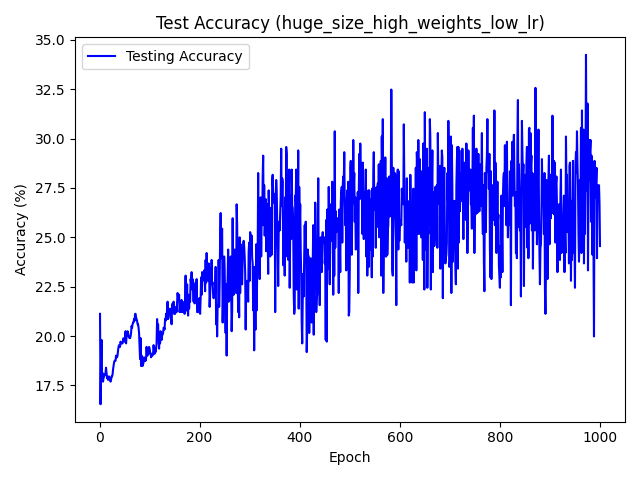 Test Accuracy (huge_size_high_weights_low_lr)
Testing Accuracy
Accuracy (%)
35.0
32.5
30.0
27.5
25.0
22.5
20.0
17.5
0 200 400 600 800 1000
Epoch